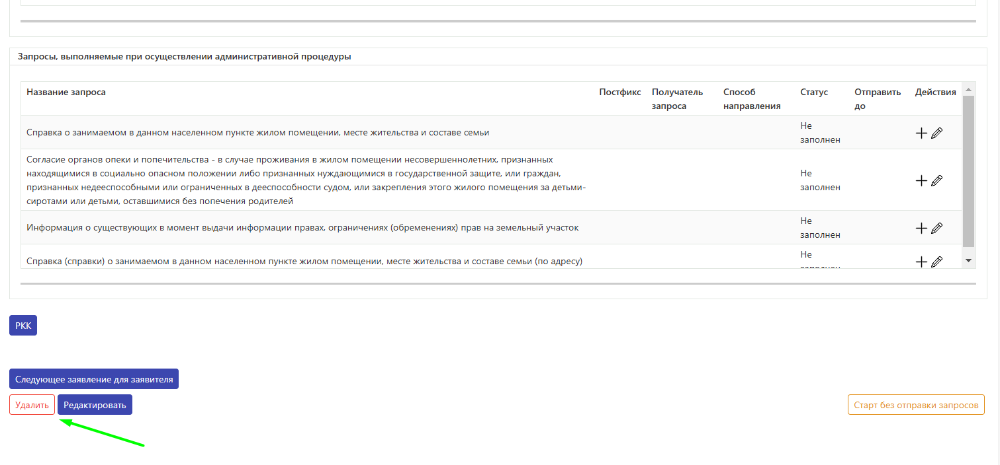 Запросы, выполняемые при осуществлении административной процедуры
Название запроса
Постфикс
Получатель
запроса
Способ
направления
Статус
Отправить
до
Действия
Справка о занимаемом в данном населенном пункте жилом помещении, месте жительства и составе семьи
Не
заполнен
Согласие органов опеки и попечительства - в случае проживания в жилом помещении несовершеннолетних, признанных
находящимися в социально опасном положении либо признанных нуждающимися в государственной защите, или граждан,
признанных недееспособными или ограниченных в дееспособности судом, или закрепления этого жилого помещения за детьми-
сиротами или детьми, оставшимися без попечения родителей
Не
заполнен
Информация о существующих в момент выдачи информации правах, ограничениях (обременениях) прав на земельный участок
Не
заполнен
Справка (справки) о занимаемом в данном населенном пункте жилом помещении, месте жительства и составе семьи (по адресу)
Не
заполнен
РКК
Следующее заявление для заявителя
Удалить
Редактировать
Старт без отправки запросов